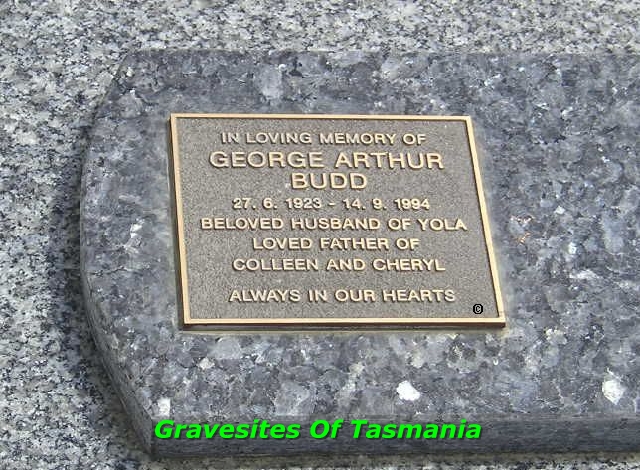 IN LOVING MEMORY OF
GEORGE ARTHUR
BUDD
27. 6. 1923 - 14. 9. 1994
BELOVED HUSBAND OF YOLA
LOVED FATHER OF
COLLEEN AND CHERYL
ALWAYS IN OUR HEARTS
©
Gravesites Of Tasmania